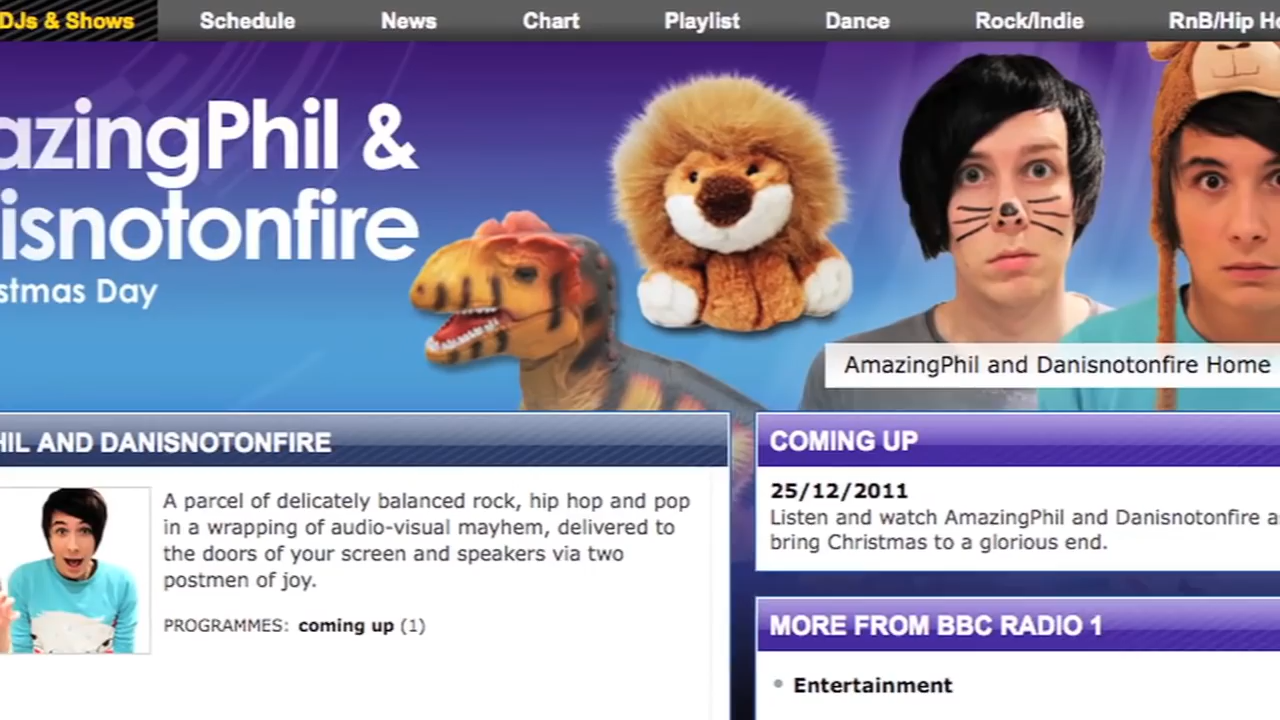 DJs & Shows Schedule News Chart Playlist Dance Rock/Indie RnB/Hip Ho
azingPhil &
isnotonfire
stmas Day
AmazingPhil and Danisnotonfire Home
HIL AND DANISNOTONFIRE
A parcel of delicately balanced rock, hip hop and pop
in a wrapping of audio-visual mayhem, delivered to
the doors of your screen and speakers via two
postmen of joy.
PROGRAMMES: coming up (1)
COMING UP
25/12/2011
Listen and watch AmazingPhil and Danisnotonfire a
bring Christmas to a glorious end.
MORE FROM BBC RADIO 1
Entertainment